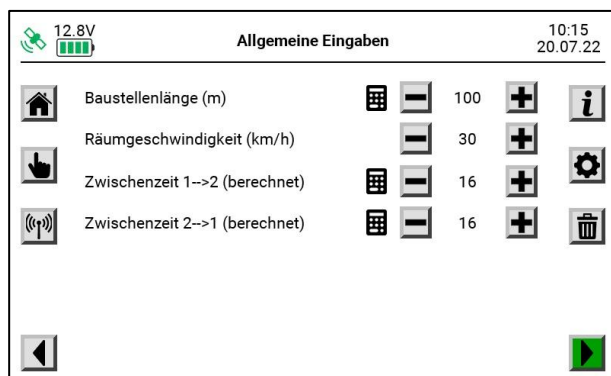 12.8V
Allgemeine Eingaben
10:15
20.07.22
Baustellenlänge (m) 100
Räumgeschwindigkeit (km/h) 30
Zwischenzeit 1-->2 (berechnet) 16
Zwischenzeit 2-->1 (berechnet) 16